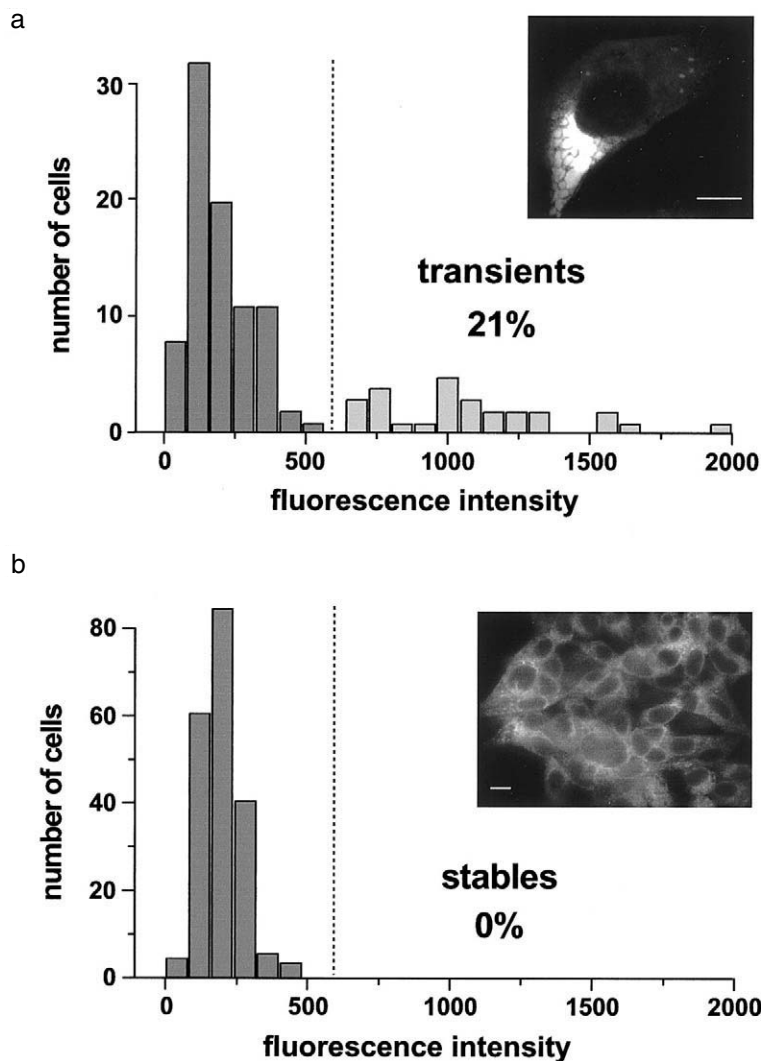 a
30
20
10
0
number of cells
transients
21%
0 500 1000 1500 2000
fluorescence intensity
b
80
60
40
20
0
number of cells
stables
0%
0 500 1000 1500 2000
fluorescence intensity